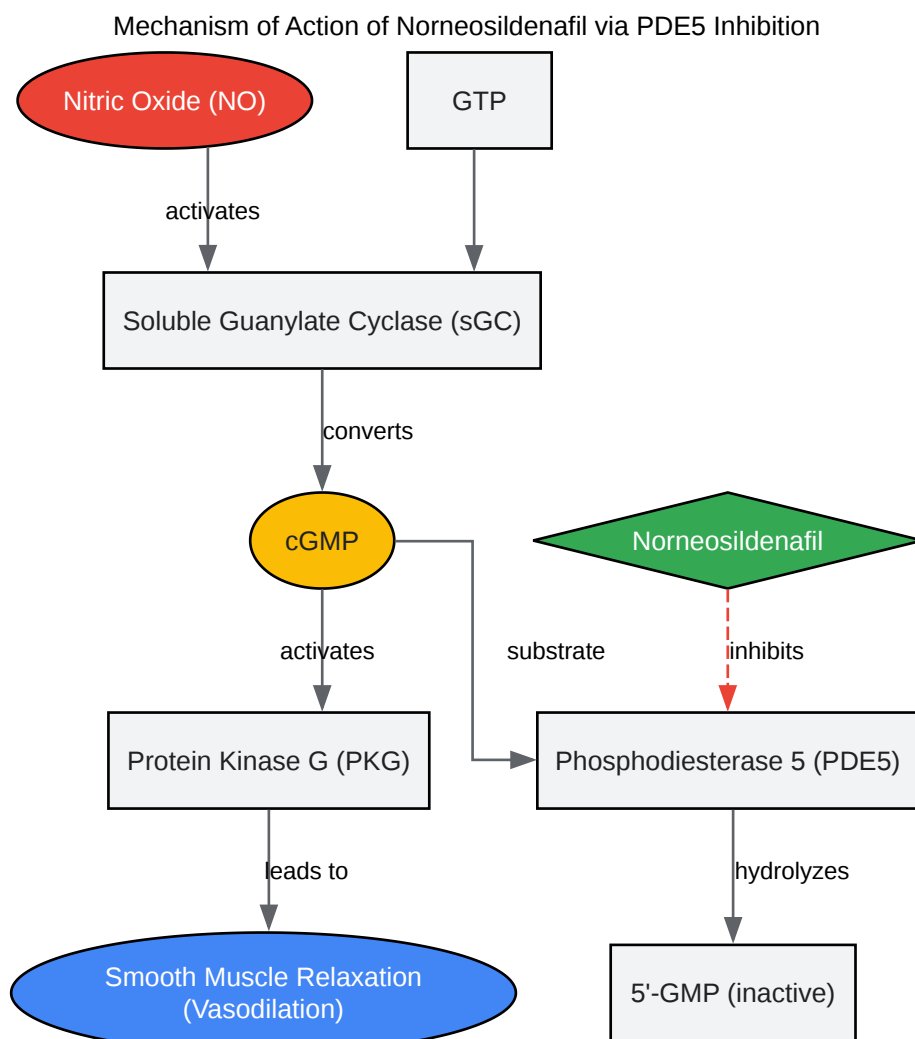 Mechanism of Action of Norneosildenafil via PDE5 Inhibition
Nitric Oxide (NO)
GTP
activates
Soluble Guanylate Cyclase (sGC)
converts
cGMP
Norneosildenafil
activates
substrate
inhibits
Protein Kinase G (PKG)
Phosphodiesterase 5 (PDE5)
leads to
hydrolyzes
Smooth Muscle Relaxation
(Vasodilation)
5'-GMP (inactive)